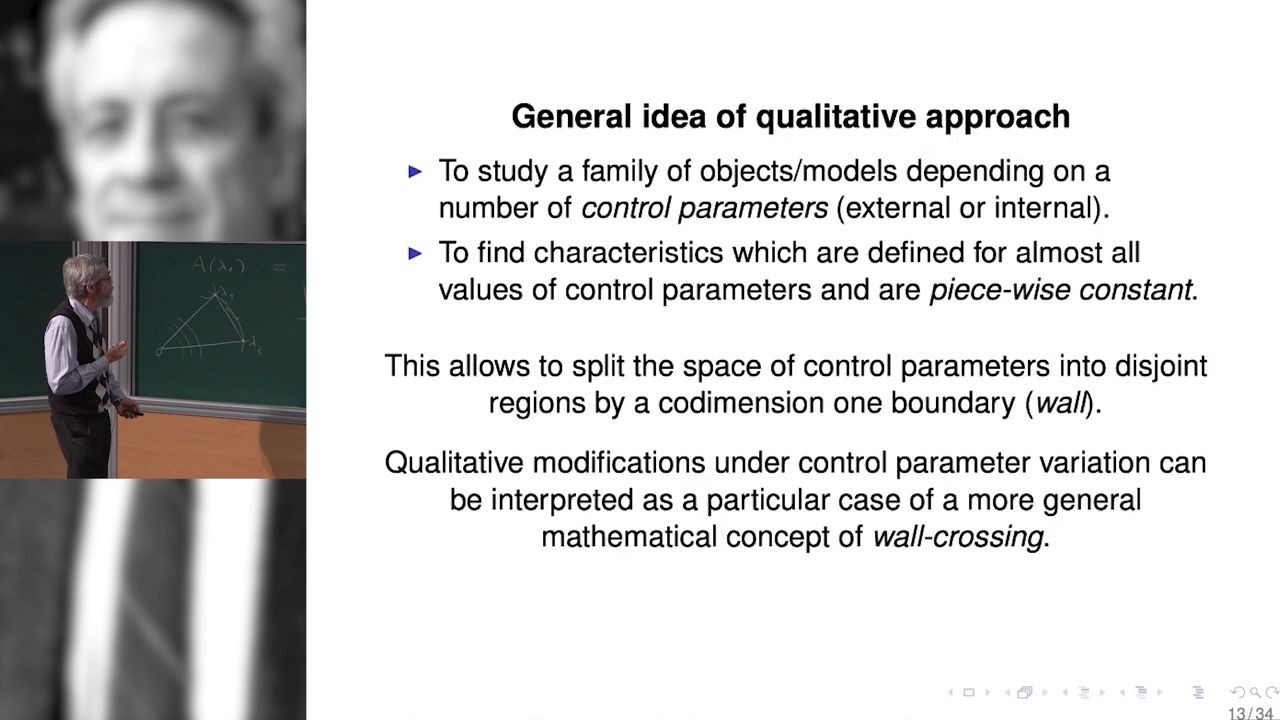 General idea of qualitative approach
To study a family of objects/models depending on a
number of control parameters (external or internal).
To find characteristics which are defined for almost all
values of control parameters and are piece-wise constant.
This allows to split the space of control parameters into disjoint
regions by a codimension one boundary (wall).
Qualitative modifications under control parameter variation can
be interpreted as a particular case of a more general
mathematical concept of wall-crossing.
A(λ₁) =
λ₁
0
λ₂
13/34